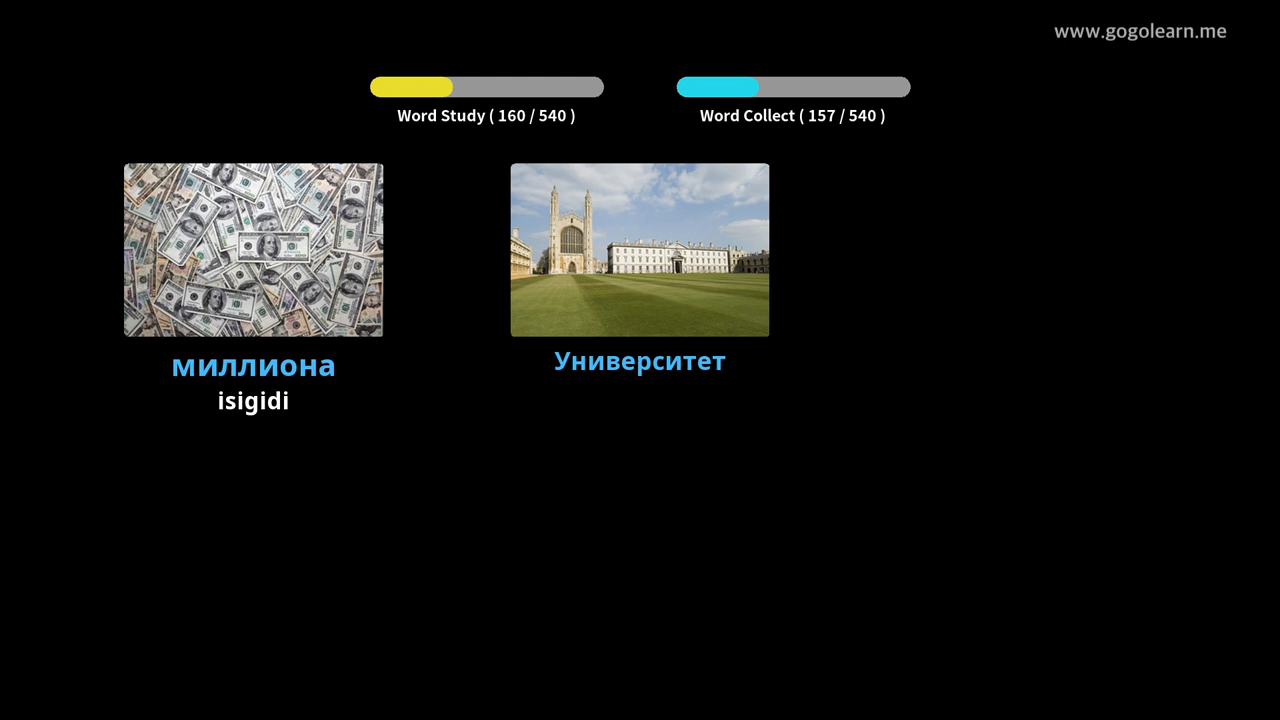 www.gogolearn.me
Word Study ( 160 / 540 )
Word Collect ( 157 / 540 )
миллиона
isigidi
Университет